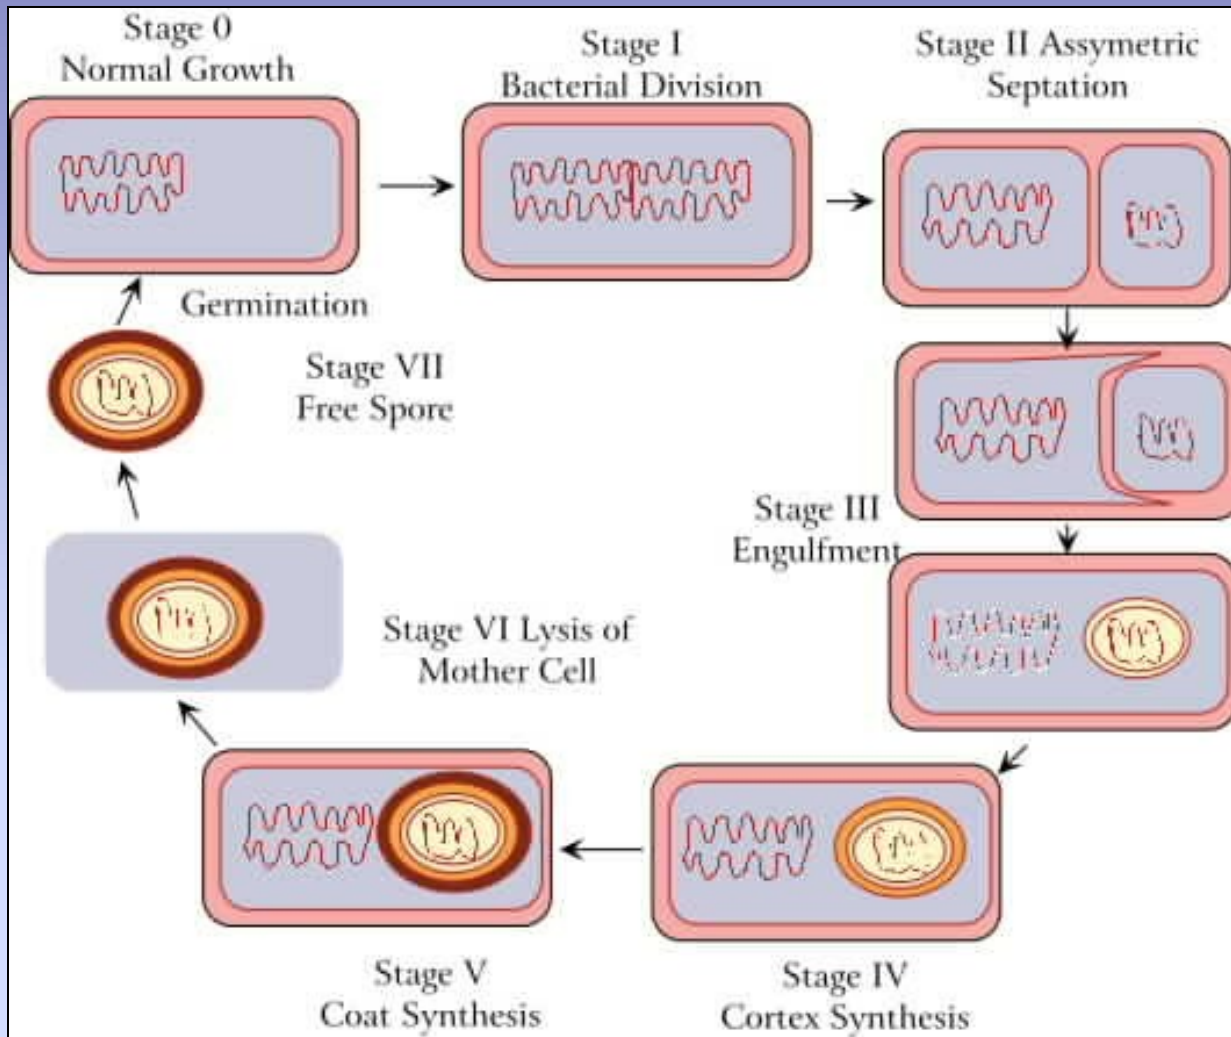 Stage 0
Normal Growth
Stage I
Bacterial Division
Stage II Assymetric
Septation
Germination
Stage VII
Free Spore
Stage III
Engulfment
Stage VI Lysis of
Mother Cell
Stage V
Coat Synthesis
Stage IV
Cortex Synthesis